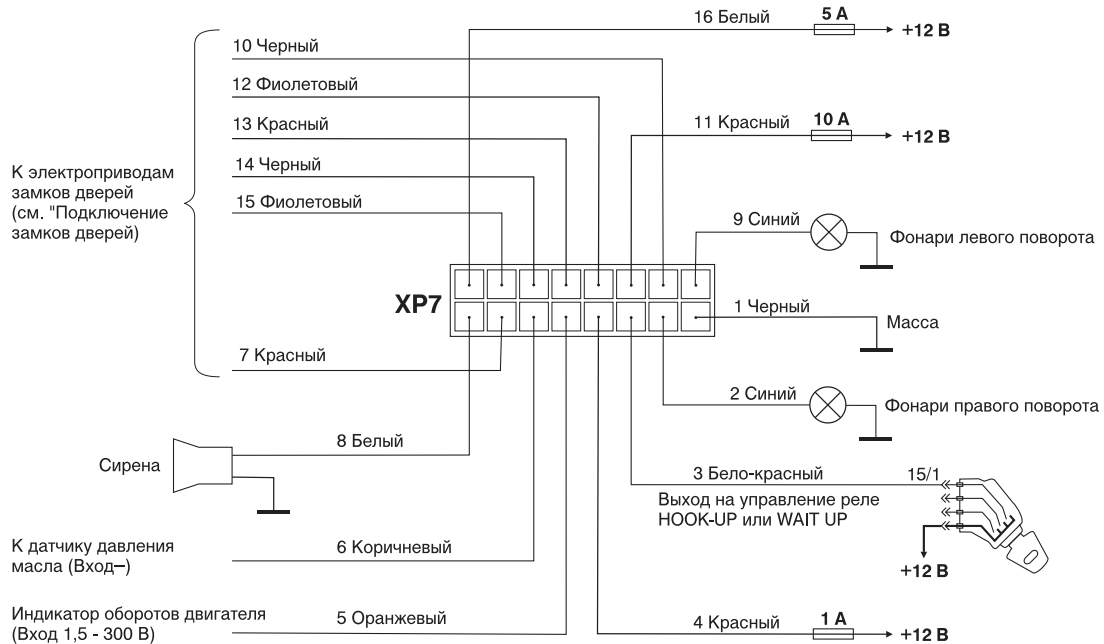 16 Белый
5 А
+12 В
10 Черный
12 Фиолетовый
13 Красный
11 Красный
10 А
+12 В
14 Черный
15 Фиолетовый
К электроприводам
замков дверей
(см. "Подключение
замков дверей)
9 Синий
Фонари левого поворота
XP7
1 Черный
Масса
7 Красный
2 Синий
Фонари правого поворота
8 Белый
Сирена
3 Бело-красный
15/1
Выход на управление реле
HOOK-UP или WAIT UP
+12 В
6 Коричневый
К датчику давления
масла (Вход–)
Индикатор оборотов двигателя
(Вход 1,5 - 300 В)
5 Оранжевый
4 Красный
1 А
+12 В